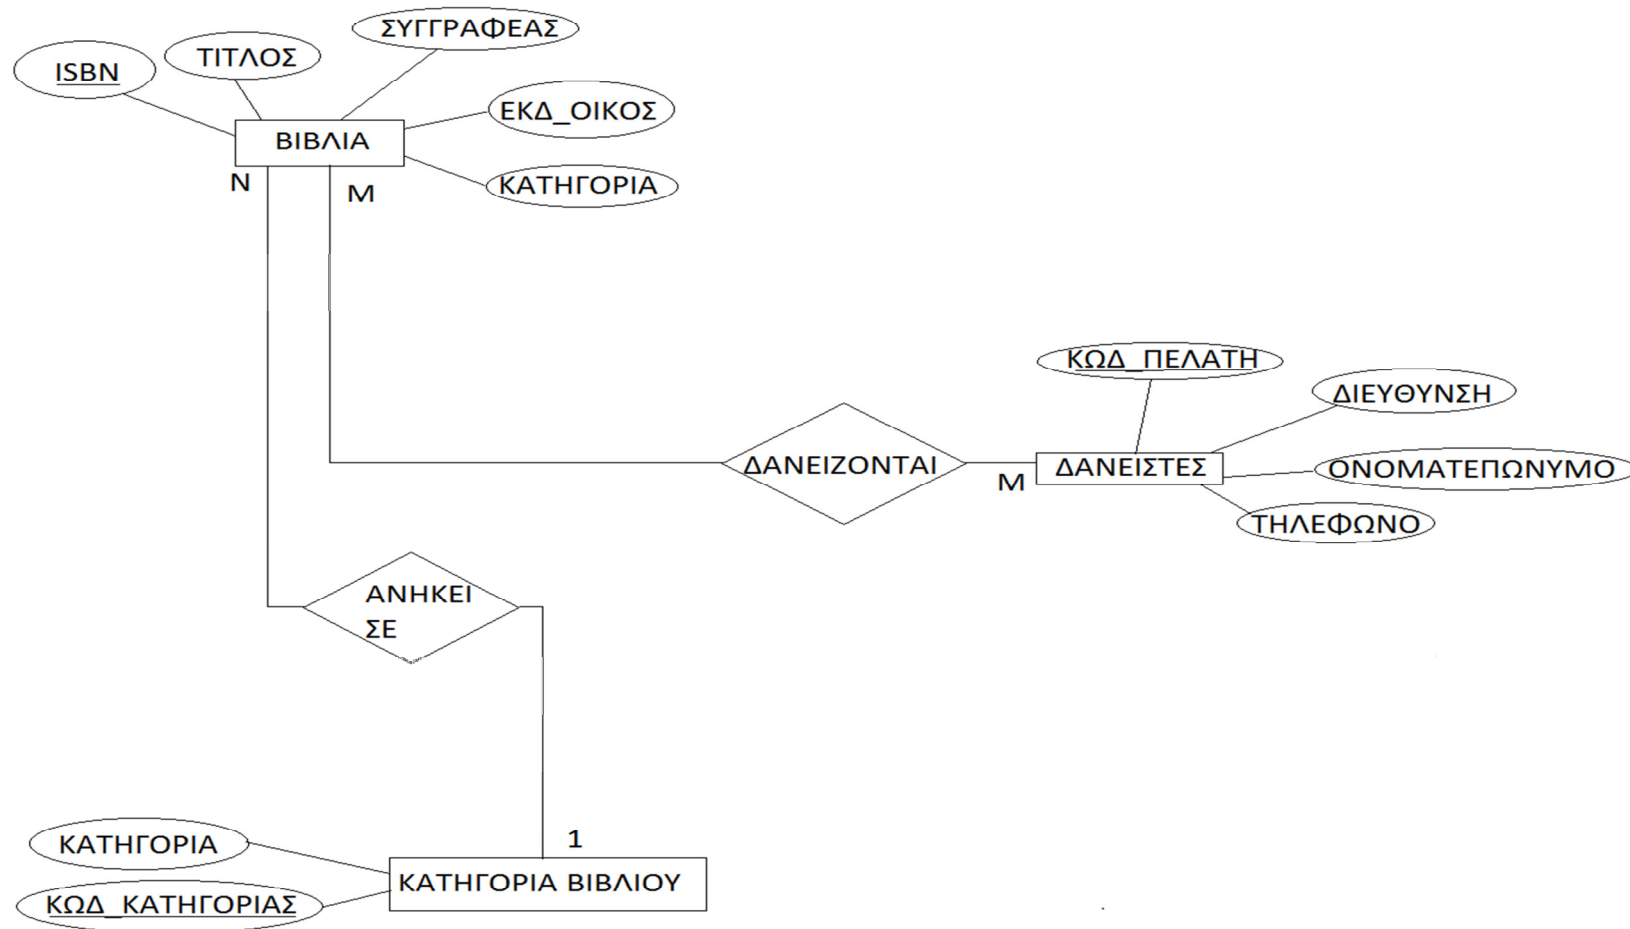 ΣΥΓΓΡΑΦΕΑΣ
ΤΙΤΛΟΣ
ISBN
ΕΚΔ_ΟΙΚΟΣ
ΒΙΒΛΙΑ
ΚΑΤΗΓΟΡΙΑ
N
M
ΚΩΔ_ΠΕΛΑΤΗ
ΔΙΕΥΘΥΝΣΗ
ΔΑΝΕΙΖΟΝΤΑΙ
M
ΔΑΝΕΙΣΤΕΣ
ΟΝΟΜΑΤΕΠΩΝΥΜΟ
ΤΗΛΕΦΩΝΟ
ΑΝΗΚΕΙ
ΣΕ
1
ΚΑΤΗΓΟΡΙΑ
ΚΑΤΗΓΟΡΙΑ ΒΙΒΛΙΟΥ
ΚΩΔ_ΚΑΤΗΓΟΡΙΑΣ